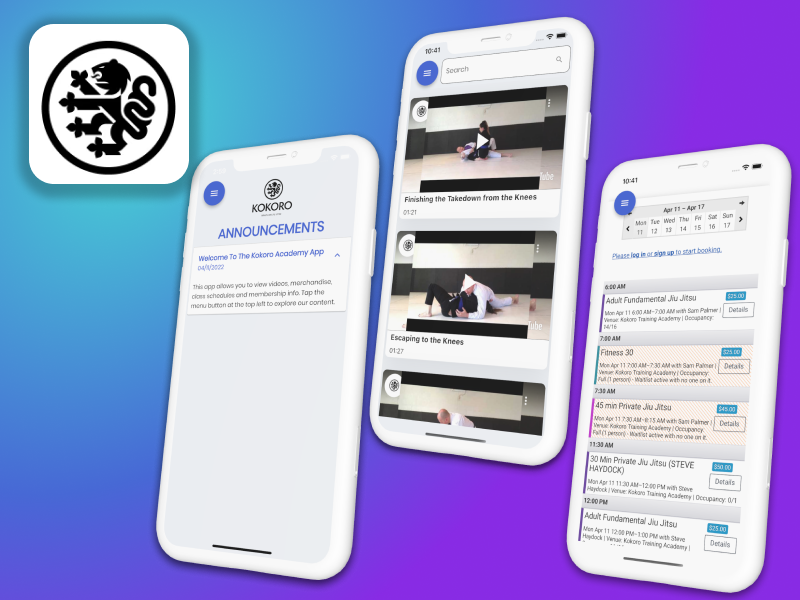 KOKORO
ANNOUNCEMENTS
Welcome To The Kokoro Academy App
04/11/2022
This app allows you to view videos, merchandise,
class schedules and membership info. Tap the
menu button at the top left to explore our content.
10:41
Search
Finishing the Takedown from the Knees
01:21
Escaping to the Knees
01:27
10:41
Apr 11 – Apr 17
Mon Tue Wed Thu Fri Sat Sun
11 12 13 14 15 16 17
Please log in or sign up to start booking.
6:00 AM
Adult Fundamental Jiu Jitsu
$25.00
Mon Apr 11 6:00 AM–7:00 AM with Sam Palmer |
Venue: Kokoro Training Academy | Occupancy:
14/16
Details
7:00 AM
Fitness 30
$25.00
Mon Apr 11 7:00 AM–7:30 AM with Sam Palmer |
Venue: Kokoro Training Academy | Occupancy:
Full (1 person) - Waitlist active with no one on it.
Details
7:30 AM
45 min Private Jiu Jitsu
$45.00
Mon Apr 11 7:30 AM–8:15 AM with Sam Palmer |
Venue: Kokoro Training Academy | Occupancy:
Full (1 person) - Waitlist active with no one on it.
Details
11:30 AM
30 Min Private Jiu Jitsu (STEVE
HAYDOCK)
$50.00
Mon Apr 11 11:30 AM–12:00 PM with Steve
Haydock | Venue: Kokoro Training Academy | Occupancy: 0/1
Details
12:00 PM
Adult Fundamental Jiu Jitsu
$25.00
Mon Apr 11 12:00 PM–1:00 PM with Steve
Haydock | Venue: Kokoro Training Academy |
Details